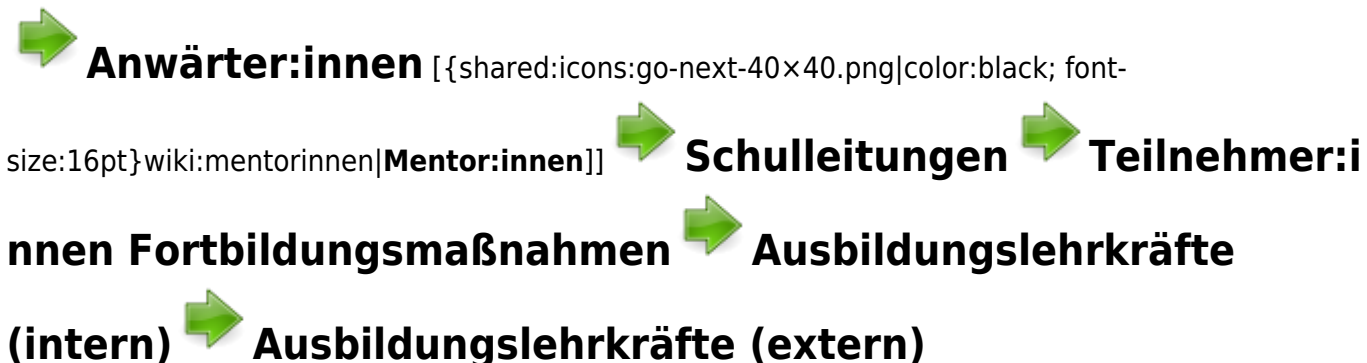 Anwärter:innen [{shared:icons:go-next-40×40.png|color:black; font-
size:16pt}wiki:mentorinnen|Mentor:innen]] Schulleitungen Teilnehmer:i
nnen Fortbildungsmaßnahmen Ausbildungslehrkräfte
(intern) Ausbildungslehrkräfte (extern)